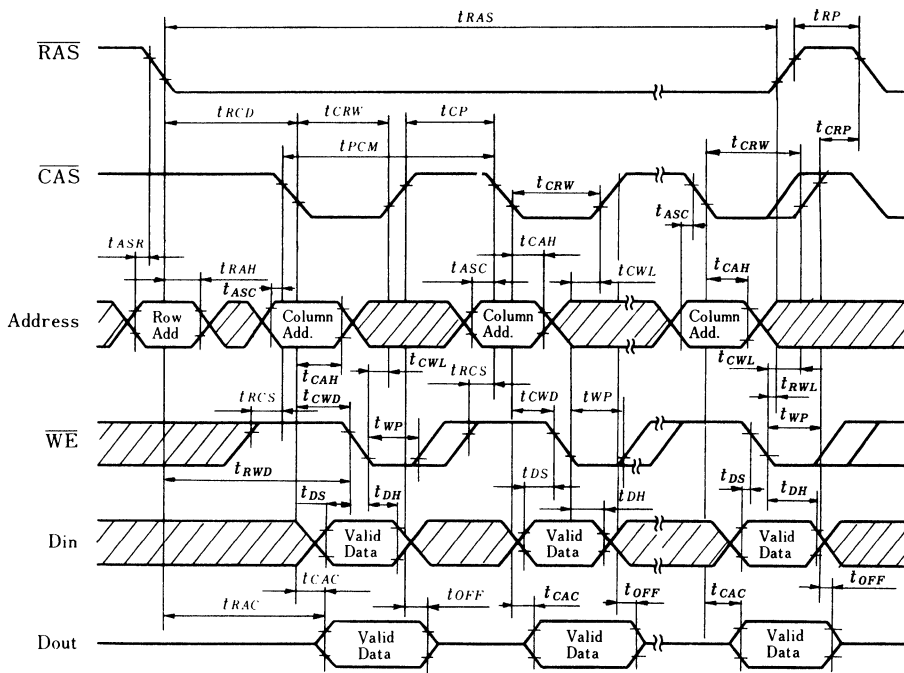 tRAS
tRP
RAS
tRCD
tCRW
tCP
tCRP
tPCM
tCRW
CAS
tCRW
tASC
tASR
tRAH
tCAH
tASC
tASC
tCWL
tCAH
Address
Row Add
Column Add.
Column Add.
Column Add.
tCAH
tCWL
tRCS
tCWL
tRWL
tRCS
tCWD
tCWD
tWP
tWP
tWP
WE
tRWD
tDS
tDH
tDS
tDH
tDS
tDH
Din
Valid Data
Valid Data
Valid Data
tCAC
tOFF
tCAC
tOFF
tCAC
tOFF
tRAC
Dout
Valid Data
Valid Data
Valid Data